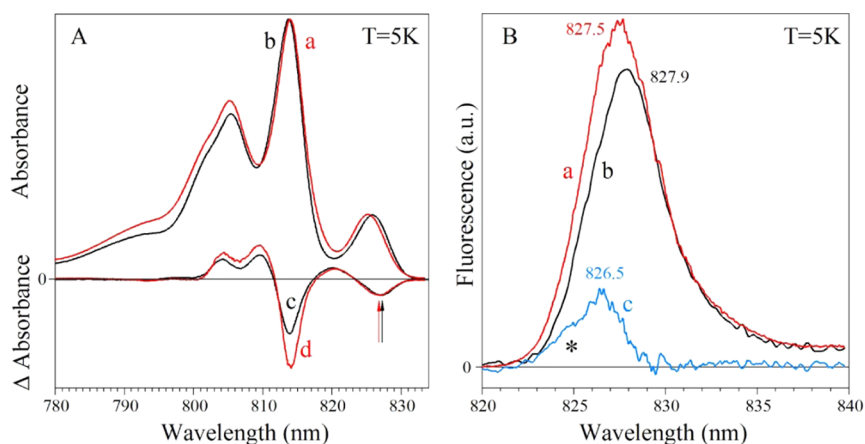 A
T=5K
b
a
c
d
Absorbance
Δ Absorbance
0
780
790
800
810
820
830
Wavelength (nm)
B
T=5K
827.5
827.9
a
b
826.5
c
*
Fluorescence (a.u.)
0
820
825
830
835
840
Wavelength (nm)